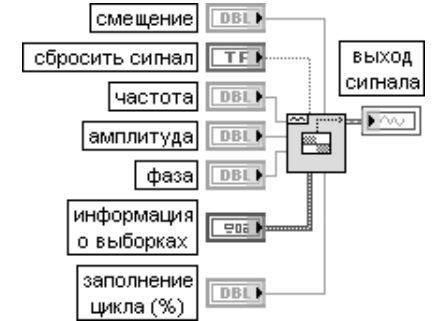 смещение
DBL
сбросить сигнал
TF
выход
сигнала
частота
DBL
амплитуда
DBL
фаза
DBL
информация
о выборках
заполнение
цикла (%)
DBL